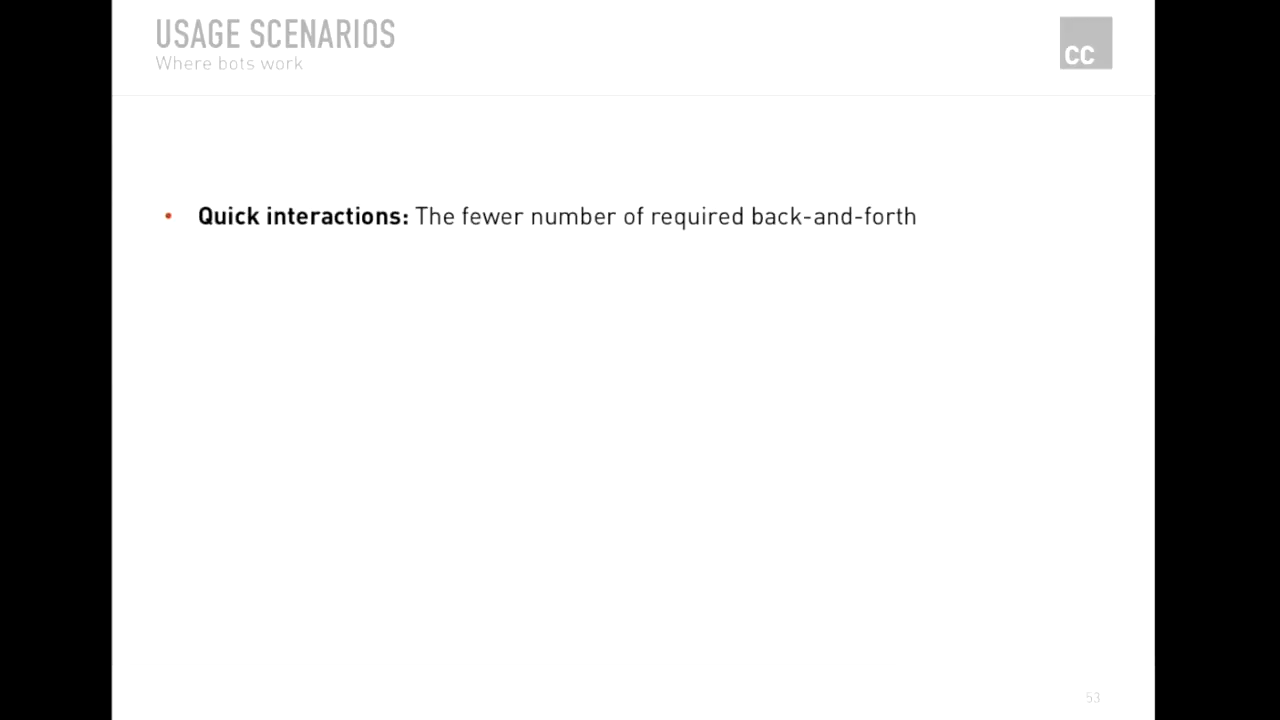 USAGE SCENARIOS
Where bots work
cc
• Quick interactions: The fewer number of required back-and-forth
53